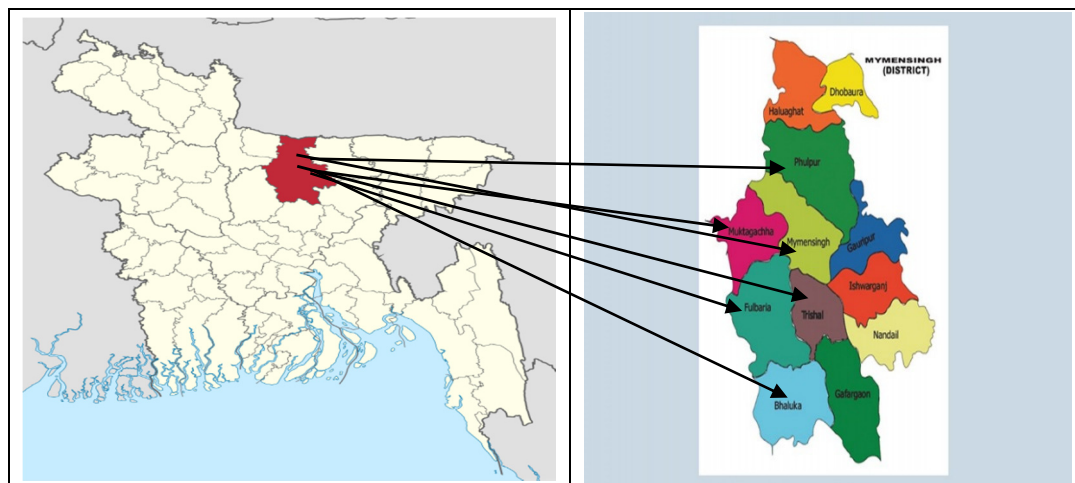 MYMENSINGH
(DISTRICT)
Dhobaura
Haluaghat
Phulpur
Muktagachha
Mymensingh
Gauripur
Ishwarganj
Fulbaria
Trishal
Nandail
Bhaluka
Gafargaon